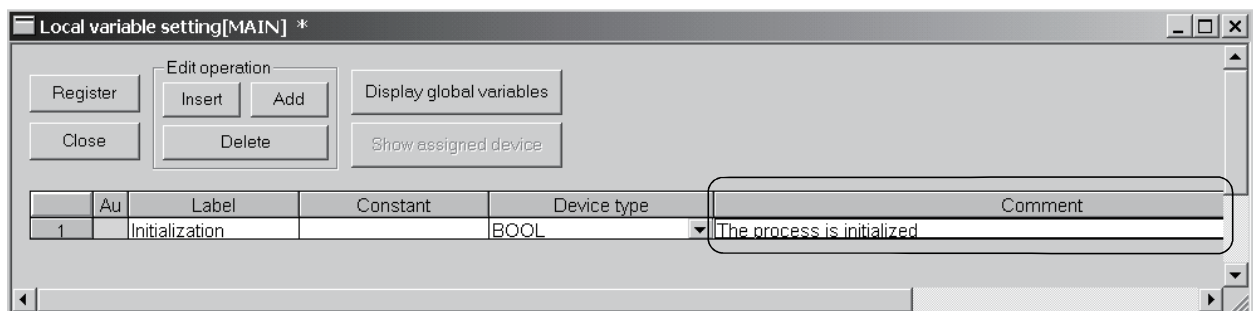 Local variable setting[MAIN] *
Edit operation
Register Insert Add Display global variables
Close Delete Show assigned device
Au Label Constant Device type Comment
1 Initialization BOOL The process is initialized